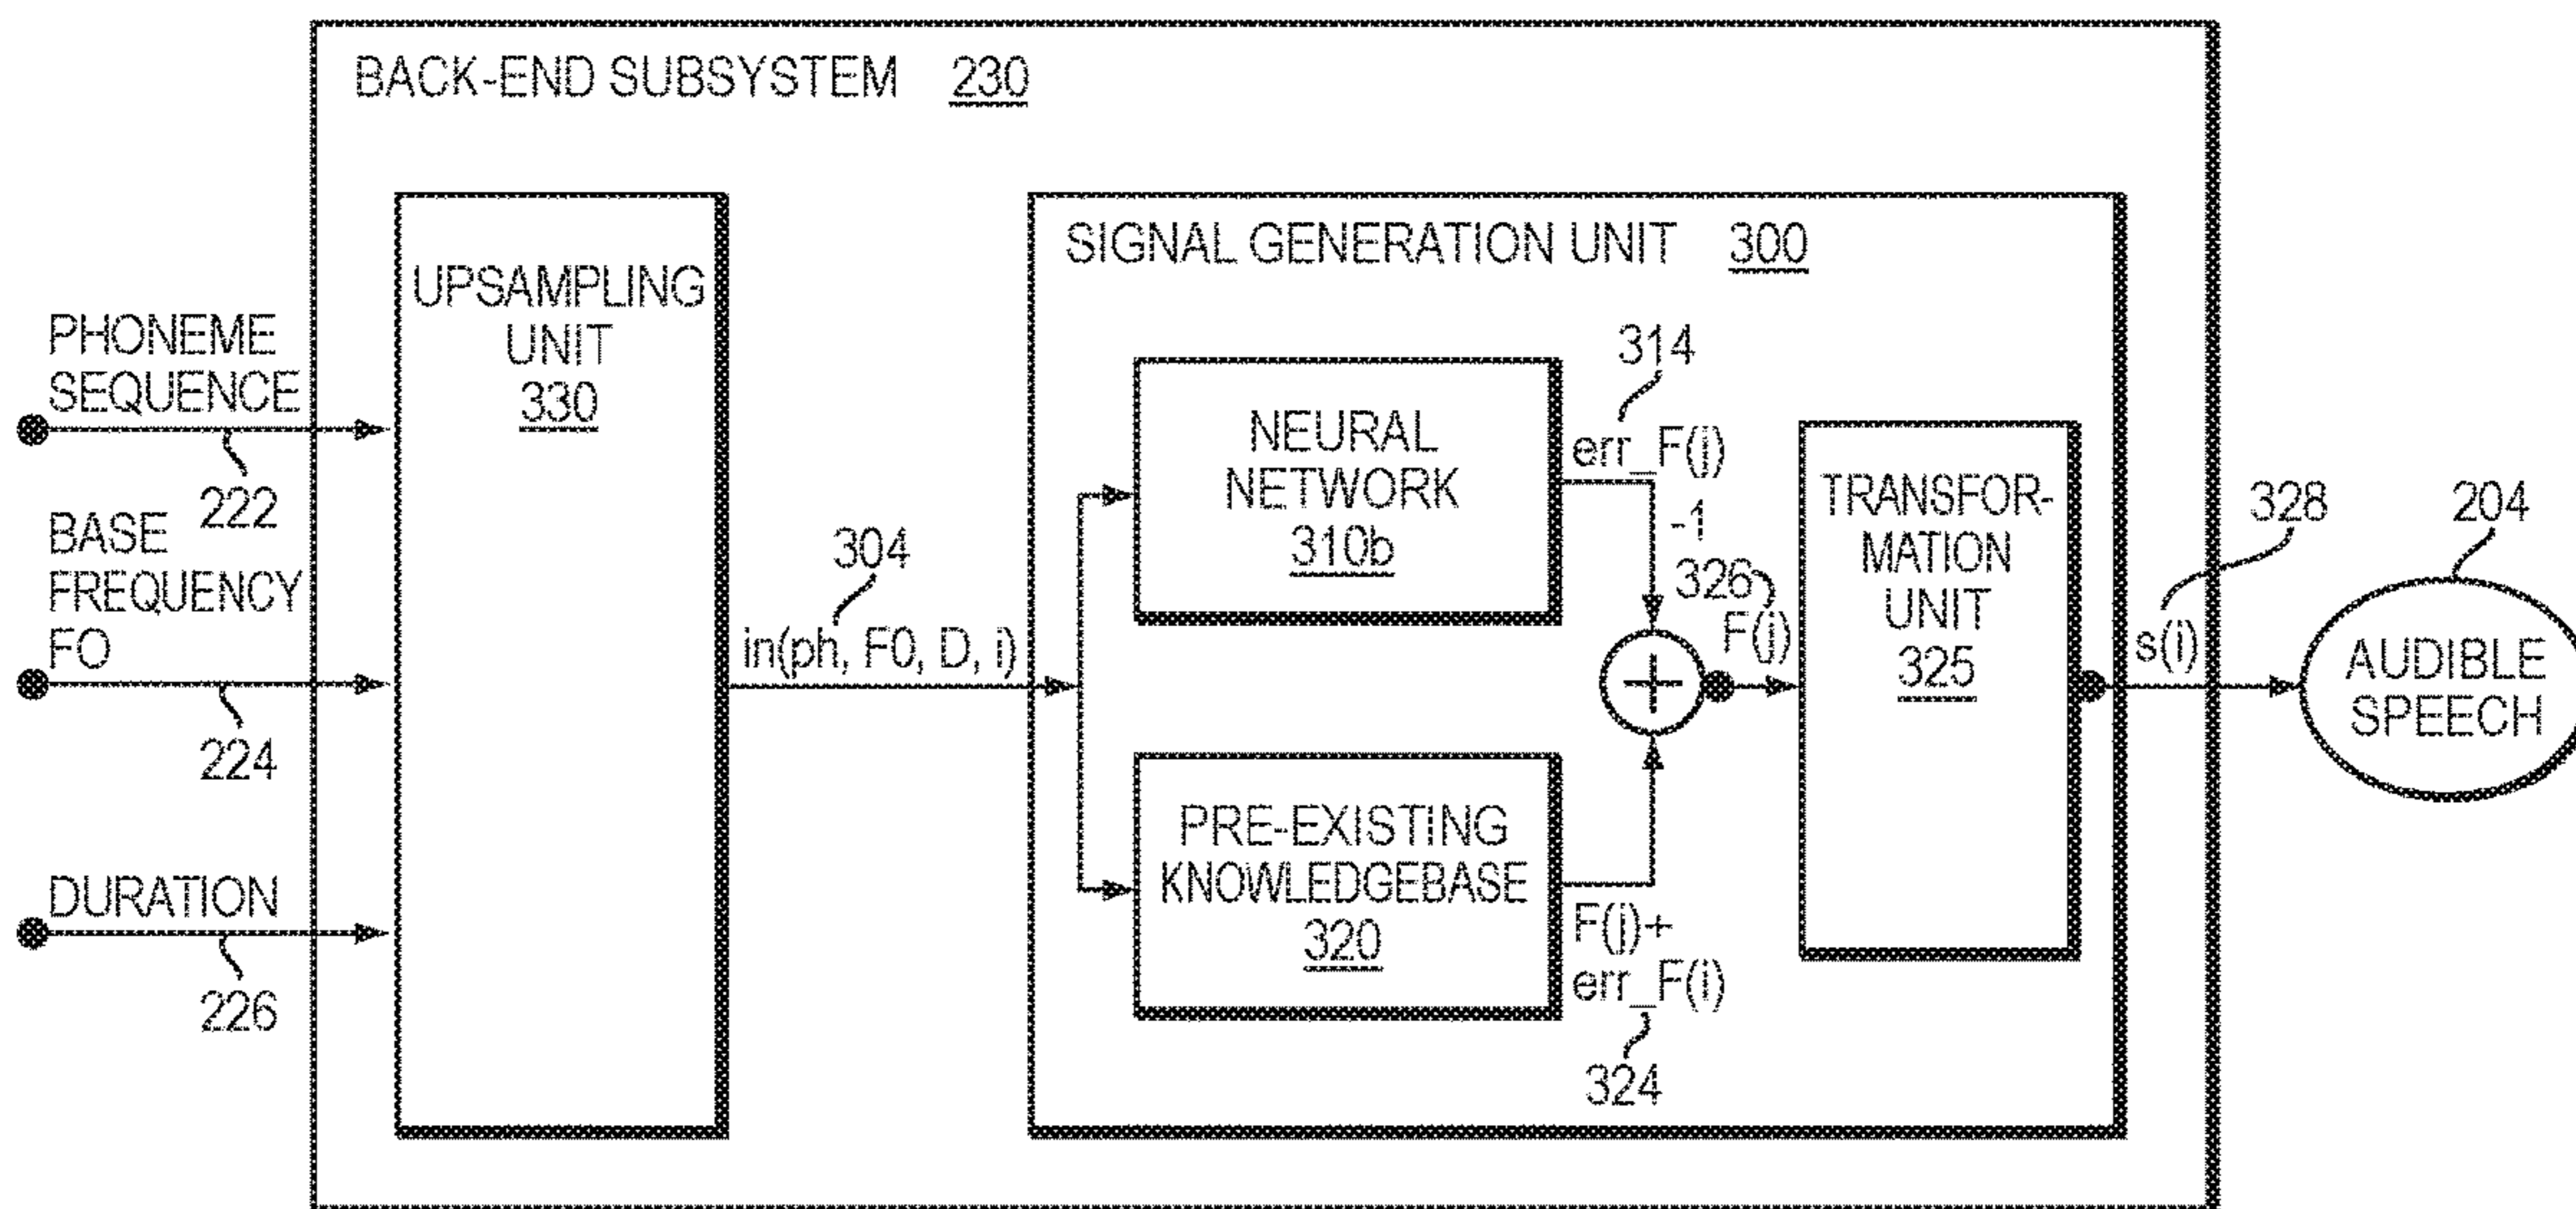 BACK-END SUBSYSTEM 230
PHONEME
SEQUENCE
222
BASE
FREQUENCY
FO
224
DURATION
226
UPSAMPLING
UNIT
330
304
in(ph, F0, D, i)
SIGNAL GENERATION UNIT 300
NEURAL
NETWORK
310b
314
err_F(j)
-1
PRE-EXISTING
KNOWLEDGEBASE
320
F(j)+
err_F(i)
324
326
F(j)
TRANSFOR-
MATION
UNIT
325
328
s(i)
204
AUDIBLE
SPEECH